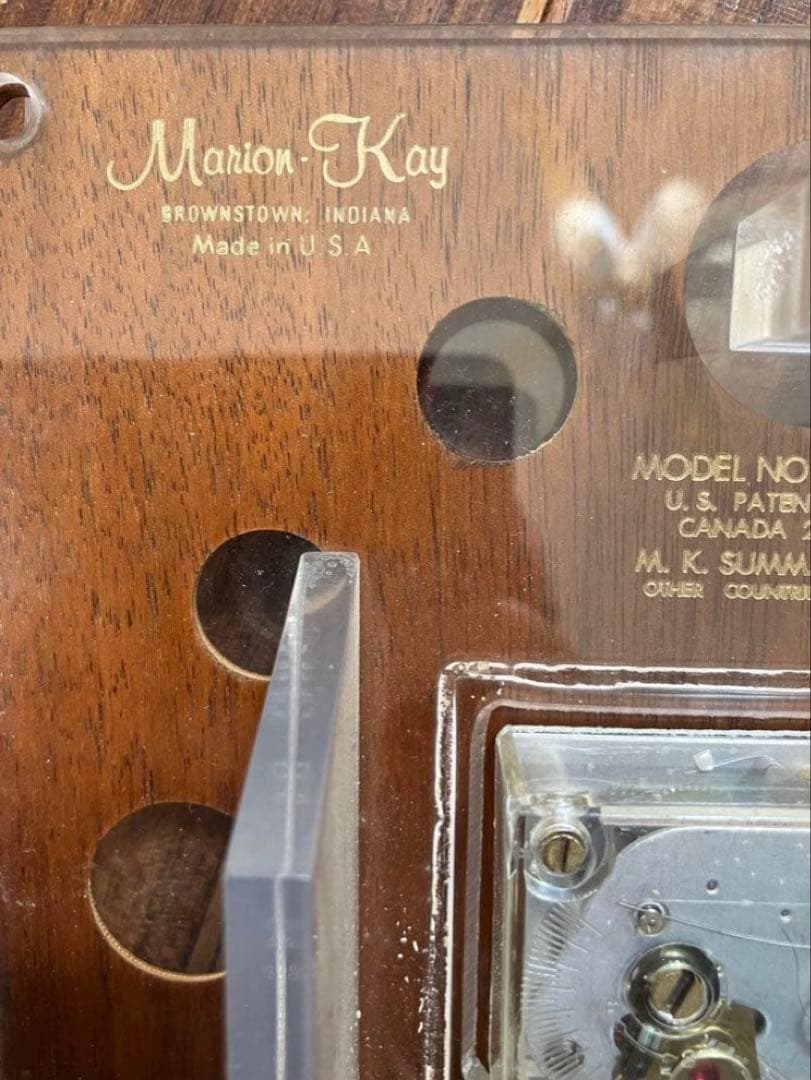 Marion-Kay
BROWNSTOWN, INDIANA
Made in U.S.A
MODEL NO
U. S. PATEN
CANADA
M. K. SUMM
OTHER COUNTRI